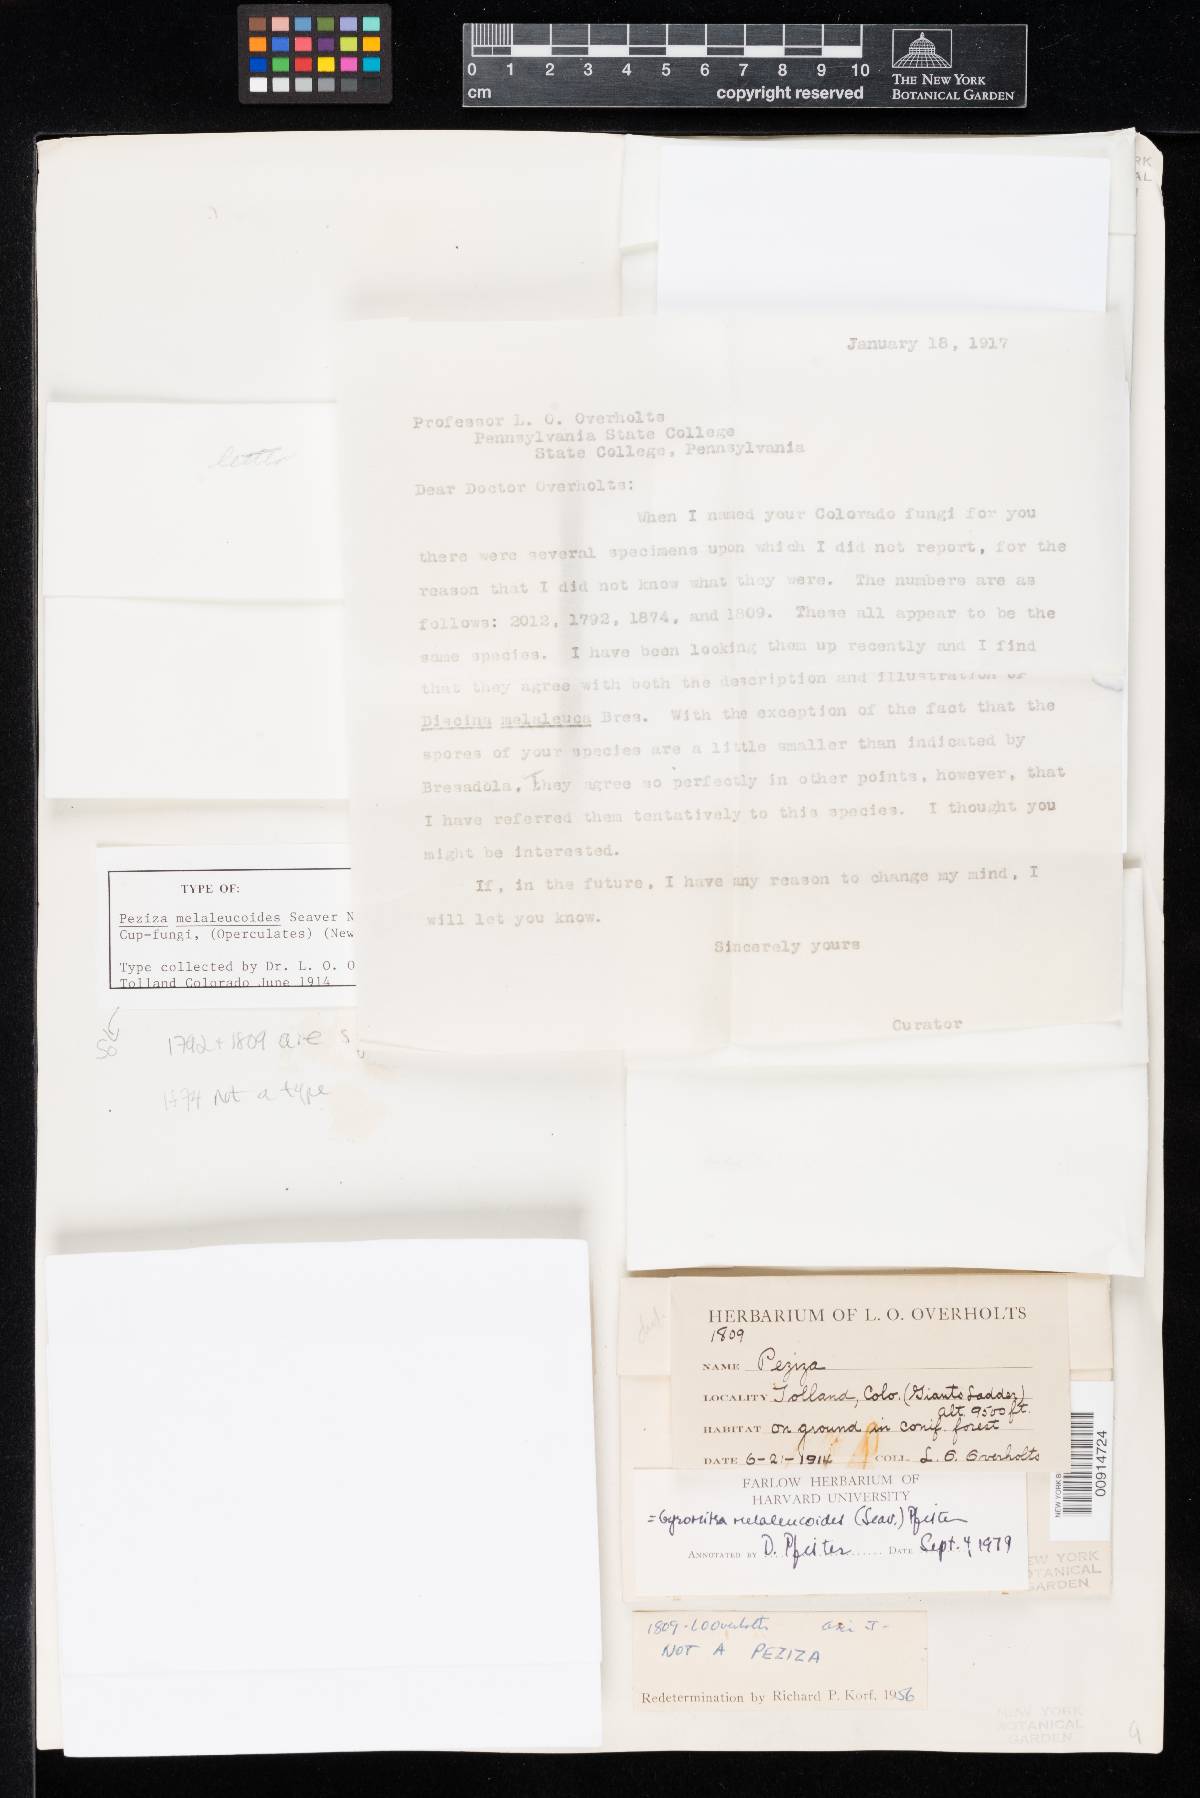 0 1 2 3 4 5 6 7 8 9 10
cm
copyright reserved
THE NEW YORK
BOTANICAL GARDEN
RK
AL
January 18, 1917
Professor L. O. Overholts
Pennsylvania State College
State College, Pennsylvania
Dear Doctor Overholts:
When I named your Colorado fungi for you
there were several specimens upon which I did not report, for the
reason that I did not know what they were. The numbers are as
follows: 2012, 1792, 1874, and 1809. These all appear to be the
same species. I have been looking them up recently and I find
that they agree with both the description and illustration of
Discina melaleuca Bres. With the exception of the fact that the
spores of your species are a little smaller than indicated by
Bresadola, They agree so perfectly in other points, however, that
I have referred them tentatively to this species. I thought you
might be interested.
If, in the future, I have any reason to change my mind, I
will let you know.
Sincerely yours
Curator
letter
TYPE OF:
Peziza melaleucoides Seaver N
Cup-fungi, (Operculates) (New
Type collected by Dr. L. O. O
Tolland Colorado June 1914
1792 + 1809 are s
1874 not a type
HERBARIUM OF L. O. OVERHOLTS
1809
NAME Peziza
LOCALITY Tolland, Colo. (Giants Ladder)
alt. 9500 ft.
HABITAT on ground in conif. forest
DATE 6-21-1914 COLL. L. O. Overholts
FARLOW HERBARIUM OF
HARVARD UNIVERSITY
= Gyromitra melaleucoides (Seav.) Pfister
ANNOTATED BY D. Pfister DATE Sept. 4, 1979
00914724
NEW YORK B
EW YORK
OTANICAL
GARDEN
1809 - LOOverholts
NOT A PEZIZA
Redetermination by Richard P. Korf, 1956
NEW YORK
BOTANICAL
GARDEN
9